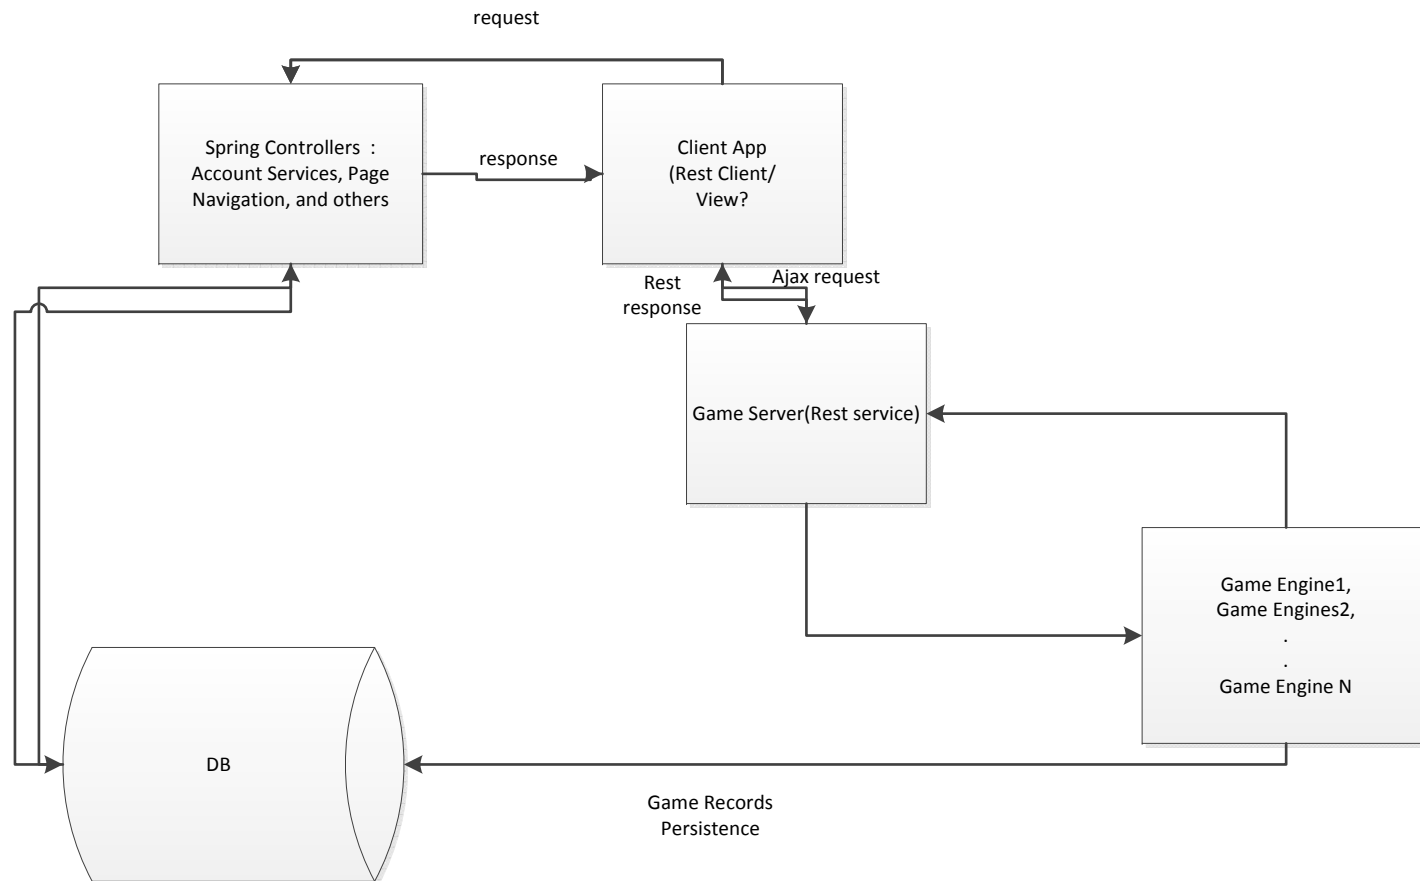 request
Spring Controllers  :
Account Services, Page
Navigation, and others
response
Client App
(Rest Client/
View?
Rest
response
Ajax request
Game Server(Rest service)
Game Engine1,
Game Engines2,
.
.
Game Engine N
DB
Game Records
Persistence